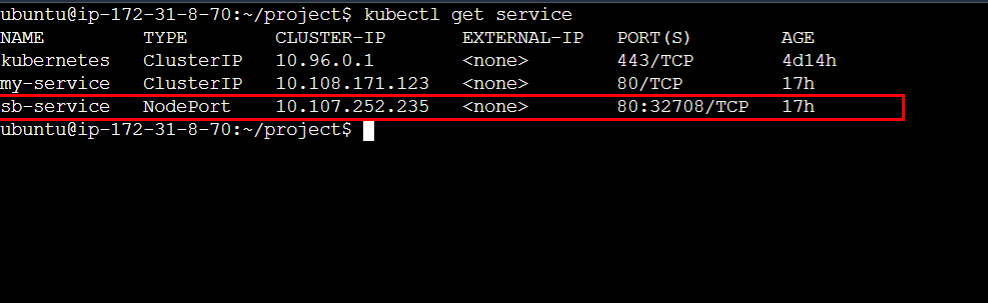 ubuntu@ip-172-31-8-70:~/project$ kubectl get service
NAME TYPE CLUSTER-IP EXTERNAL-IP PORT(S) AGE
kubernetes ClusterIP 10.96.0.1 <none> 443/TCP 4d14h
my-service ClusterIP 10.108.171.123 <none> 80/TCP 17h
sb-service NodePort 10.107.252.235 <none> 80:32708/TCP 17h
ubuntu@ip-172-31-8-70:~/project$